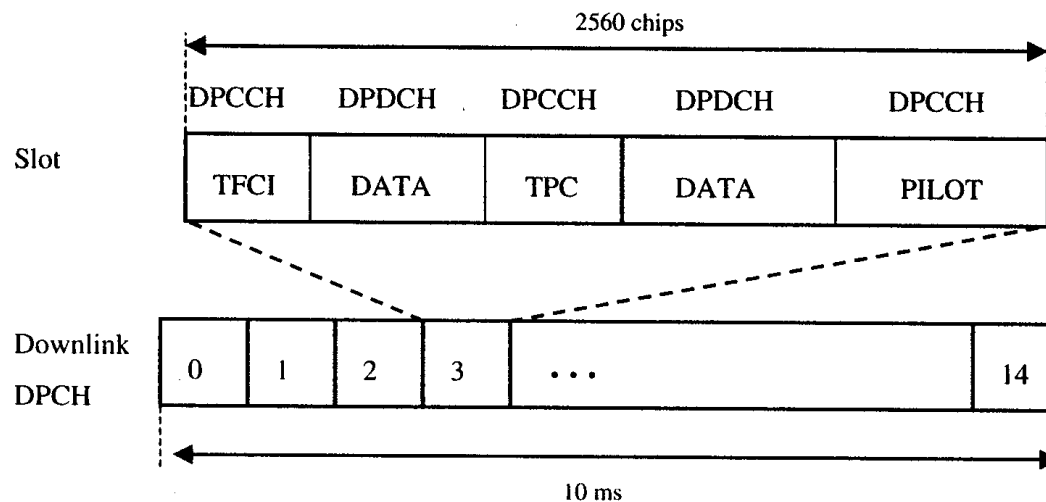 2560 chips
DPCCH DPDCH DPCCH DPDCH DPCCH
Slot
TFCI DATA TPC DATA PILOT
Downlink
DPCH
0 1 2 3 ... 14
10 ms